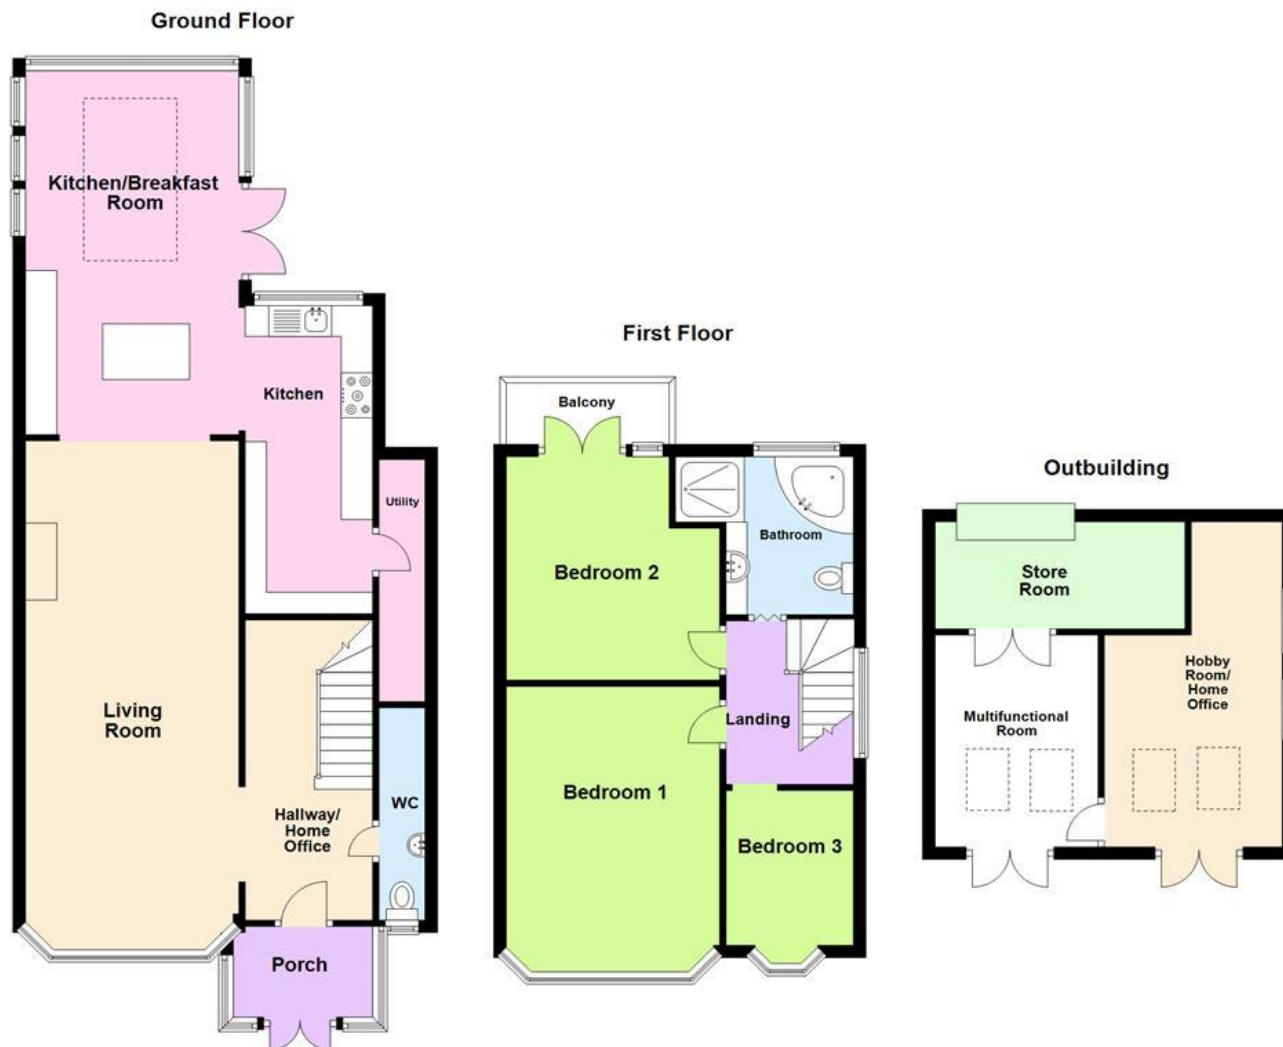 Ground Floor
Kitchen/Breakfast
Room
Kitchen
Utility
Living
Room
Hallway/
Home
Office
WC
Porch
First Floor
Balcony
Bedroom 2
Bathroom
Landing
Bedroom 1
Bedroom 3
Outbuilding
Store
Room
Multifunctional
Room
Hobby
Room/
Home
Office